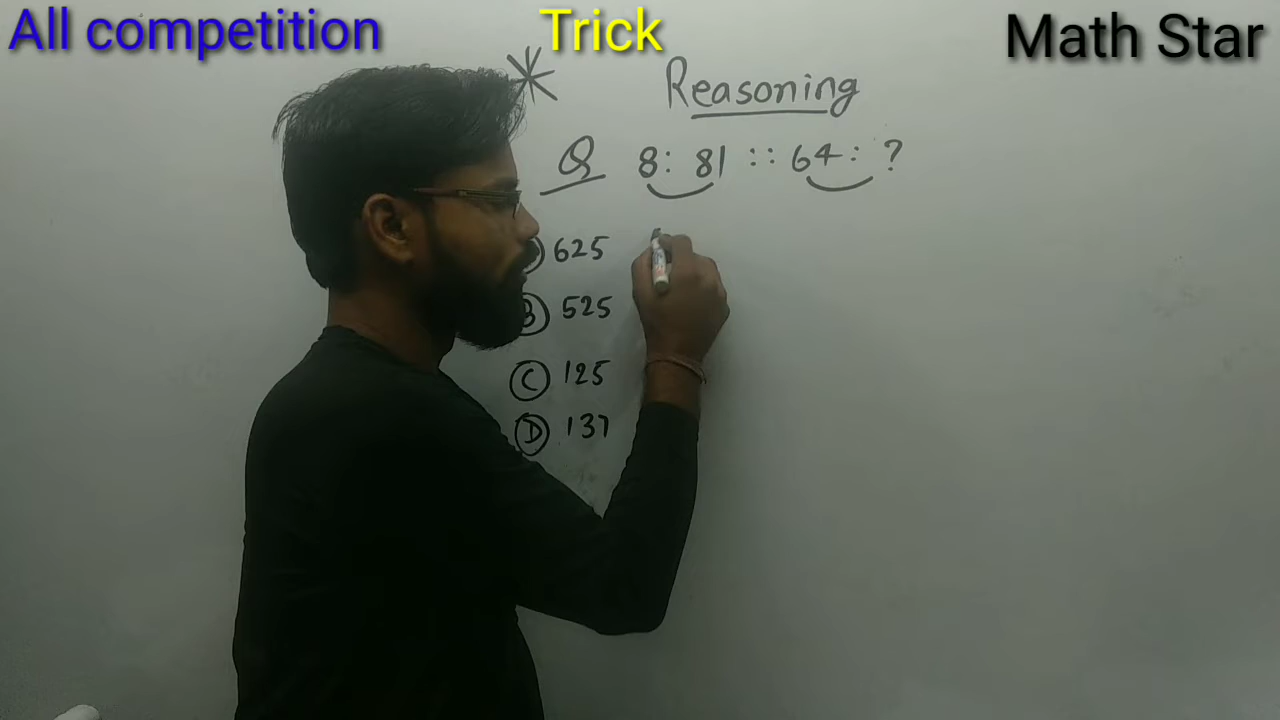 All competition Trick Math Star
Reasoning
Q 8 : 81 :: 64 : ?
625
B 525
C 125
D 137